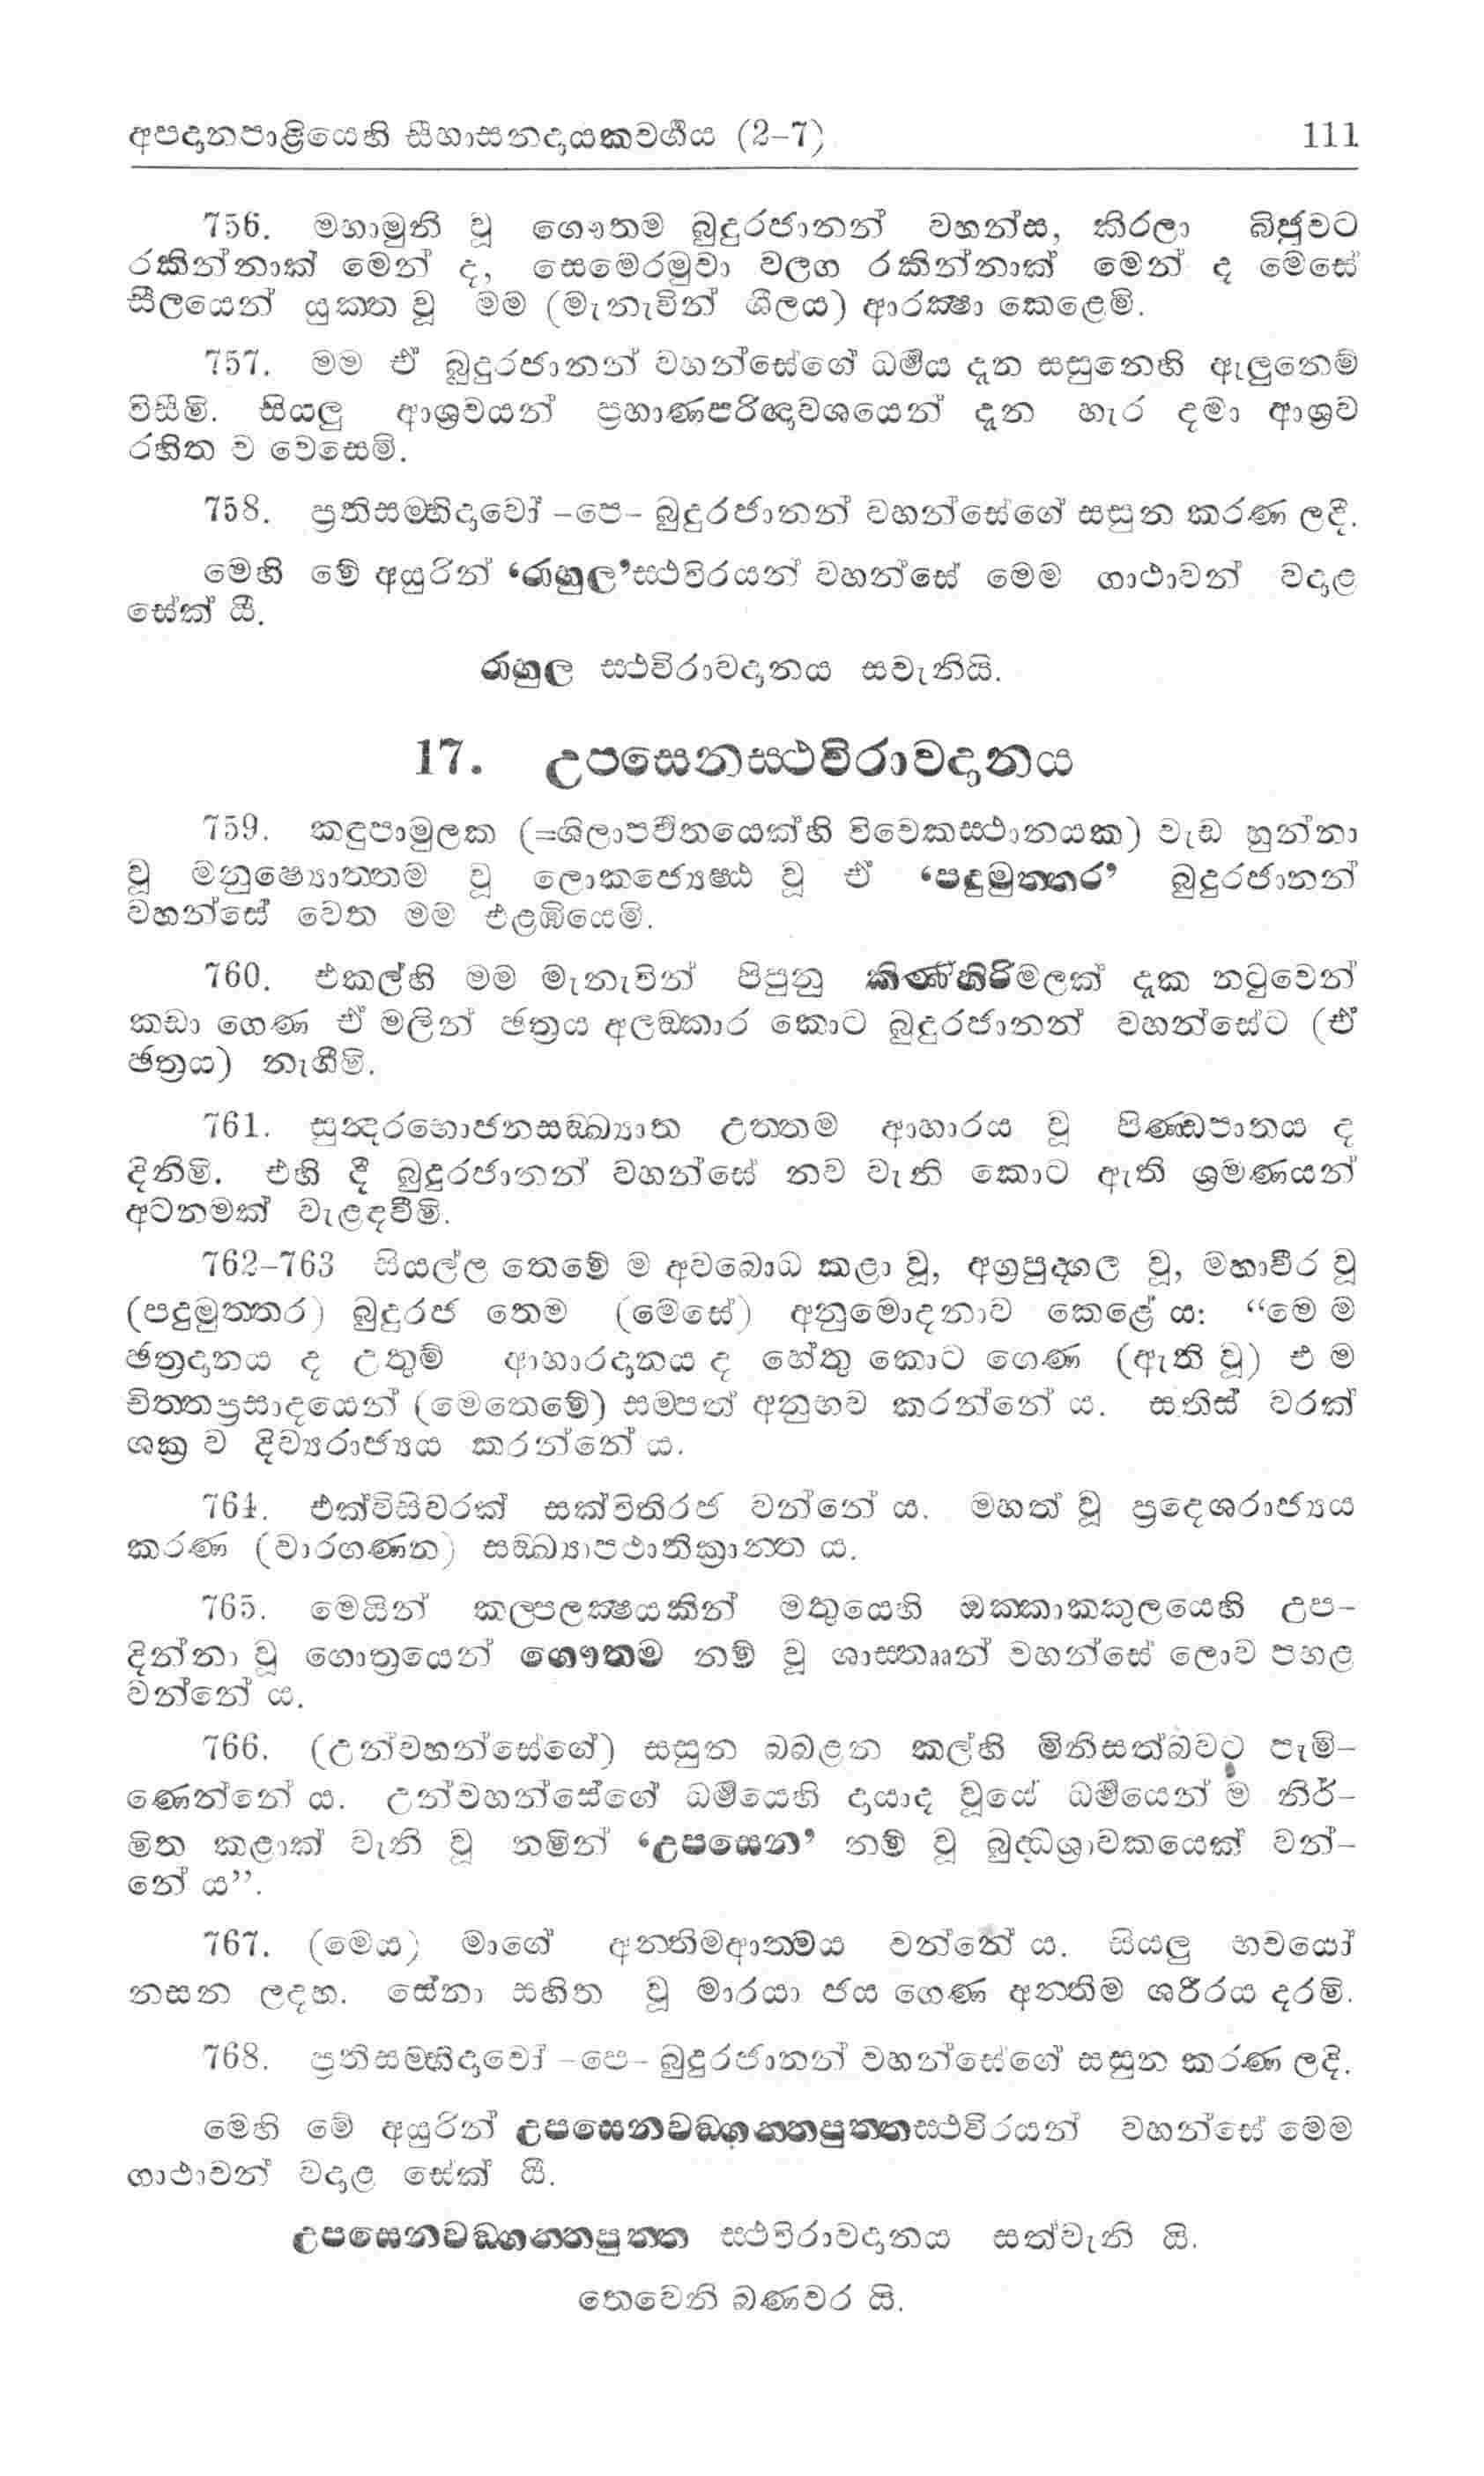 අපදානපාළියෙහි සීහාසනදායකවර්‍ගය (2–7) 111
756. මහාමුනි වූ ගෞතම බුදුරජානන් වහන්ස, කිරලා බිජුවට
රකින්නාක් මෙන් ද, සෙමෙරමුවා වලග රකින්නාක් මෙන් ද මෙසේ
සීලයෙන් යුක්ත වූ මම (මැනැවින් ශීලය) ආරක්‍ෂා කෙළෙමි.
757. මම ඒ බුදුරජානන් වහන්සේගේ ධර්‍මය දැන සසුනෙහි ඇලුනෙම්
විසීමි. සියලු ආශ්‍රවයන් ප්‍රහාණපරිඥාවශයෙන් දැන හැර දමා ආශ්‍රව
රහිත ව වෙසෙමි.
758. ප්‍රතිසම්භිදාවෝ –පෙ– බුදුරජානන් වහන්සේගේ සසුන කරණ ලදී.
මෙහි මේ අයුරින් ‘රාහුල’ස්ථවිරයන් වහන්සේ මෙම ගාථාවන් වදාළ
සේක් යී.
රාහුල ස්ථවිරාවදානය සවැනියි.
17. උපසෙනස්ථවිරාවදානය
759. කඳුපාමුලක (=ශිලාපර්‍වතයෙක්හි විවෙකස්ථානයක) වැඩ හුන්නා
වූ මනුෂ්‍යොත්තම වූ ලොකජ්‍යෙෂ්ඨ වූ ඒ ‘පදුමුත්තර’ බුදුරජානන්
වහන්සේ වෙත මම එළඹියෙමි.
760. එකල්හි මම මැනැවින් පිපුනු කිණිහිරිමලක් දැක නටුවෙන්
කඩා ගෙණ ඒ මලින් ඡත්‍රය අලඞ්කාර කොට බුදුරජානන් වහන්සේට (ඒ
ඡත්‍රය) නැගීමි.
761. සුන්‍දරභොජනසඞ්ඛ්‍යාත උත්තම ආහාරය වූ පිණ්ඩපාතය ද
දිනිමි. එහි දී බුදුරජානන් වහන්සේ නව වැනි කොට ඇති ශ්‍රමණයන්
අටනමක් වැළඳවීමි.
762–763 සියල්ල තෙමේ ම අවබොධ කළා වූ, අග්‍රපුද්ගල වූ, මහාවීර වූ
(පදුමුත්තර) බුදුරජ තෙම (මෙසේ) අනුමොදනාව කෙළේ ය: “මෙ ම
ඡත්‍රදානය ද උතුම් ආහාරදානය ද හේතු කොට ගෙණ (ඇති වූ) එ ම
චිත්තප්‍රසාදයෙන් (මෙතෙමේ) සම්පත් අනුභව කරන්නේ ය. සතිස් වරක්
ශක්‍ර ව දිව්‍යරාජ්‍යය කරන්නේ ය.
764. එක්විසිවරක් සක්විතිරජ වන්නේ ය. මහත් වූ ප්‍රදෙශරාජ්‍යය
කරණ (වාරගණන) සඞ්ඛ්‍යාපථාතික්‍රාන්ත ය.
765. මෙයින් කල්පලක්‍ෂයකින් මතුයෙහි ඔක්කාකකුලයෙහි උප–
දින්නා වූ ගොත්‍රයෙන් ගෞතම නම් වූ ශාස්තෲන් වහන්සේ ලොව පහළ
වන්නේ ය.
766. (උන්වහන්සේගේ) සසුන බබළන කල්හි මිනිසත්බවට පැමි–
ණෙන්නේ ය. උන්වහන්සේගේ ධර්‍මයෙහි දායාද වූයේ ධර්‍මයෙන් ම නිර්–
මිත කළාක් වැනි වූ නමින් ‘උපසෙන’ නම් වූ බුද්ධශ්‍රාවකයෙක් වන්–
නේ ය”.
767. (මෙය) මාගේ අන්තිමආත්මය වන්නේ ය. සියලු භවයෝ
නසන ලදහ. සේනා සහිත වූ මාරයා ජය ගෙණ අන්තිම ශරීරය දරමි.
768. ප්‍රතිසම්භිදාවෝ –පෙ– බුදුරජානන් වහන්සේගේ සසුන කරණ ලදි.
මෙහි මේ අයුරින් උපසෙනවඞ්ගන්තපුත්තස්ථවිරයන් වහන්සේ මෙම
ගාථාවන් වදාළ සේක් යී.
උපසෙනවඞ්ගන්තපුත්ත ස්ථවිරාවදානය සත්වැනි යි.
තෙවෙනි බණවර යි.